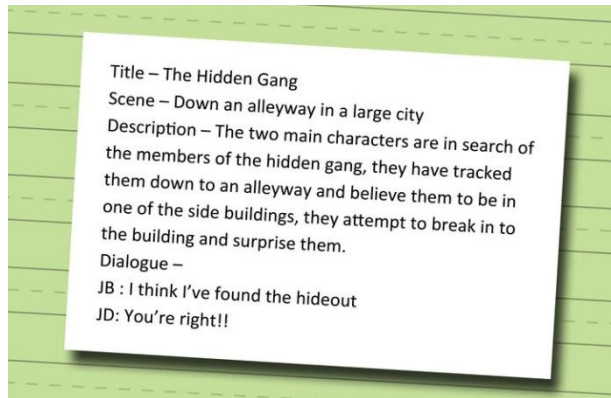 Title – The Hidden Gang
Scene – Down an alleyway in a large city
Description – The two main characters are in search of
the members of the hidden gang, they have tracked
them down to an alleyway and believe them to be in
one of the side buildings, they attempt to break in to
the building and surprise them.
Dialogue –
JB : I think I’ve found the hideout
JD: You’re right!!